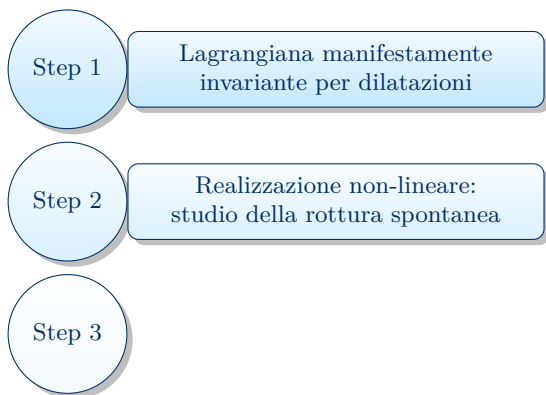 Step 1
Lagrangiana manifestamente
invariante per dilatazioni
Step 2
Realizzazione non-lineare:
studio della rottura spontanea
Step 3